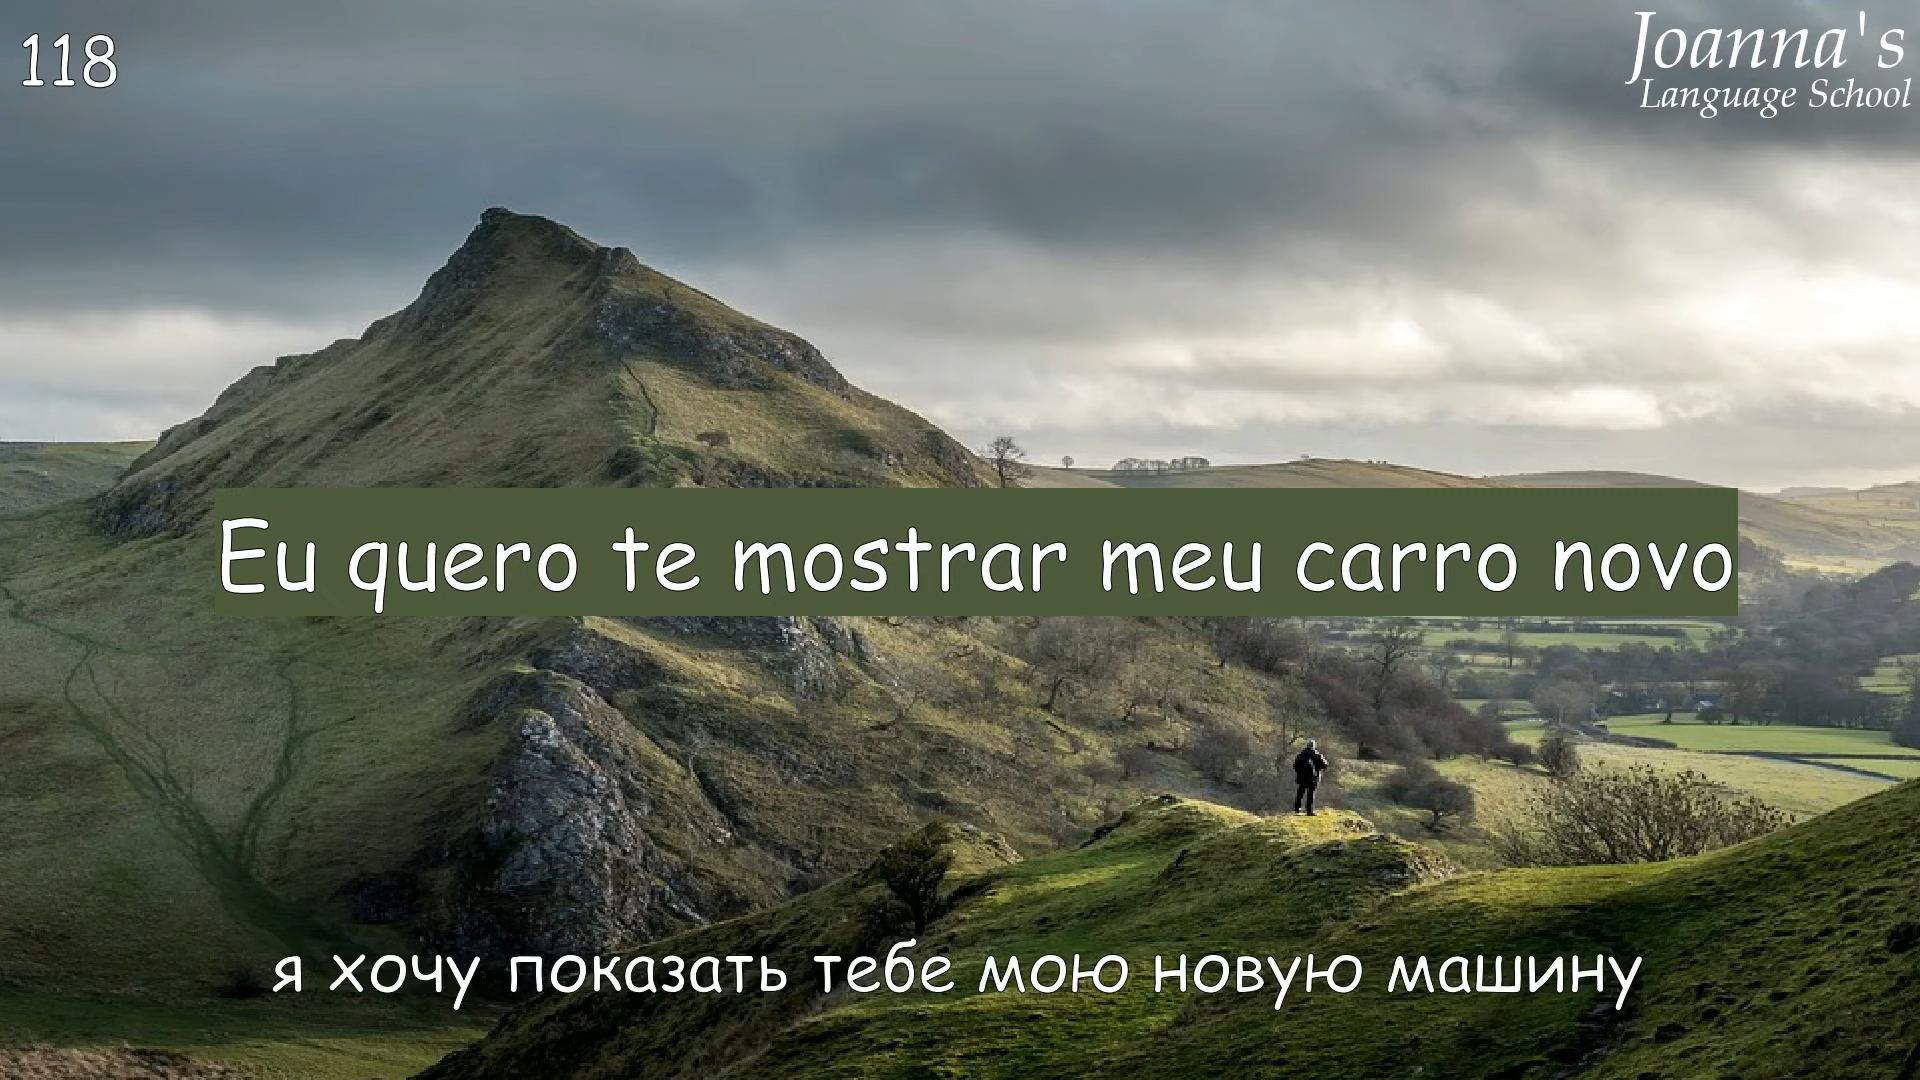 118
Joanna's
Language School
Eu quero te mostrar meu carro novo
я хочу показать тебе мою новую машину